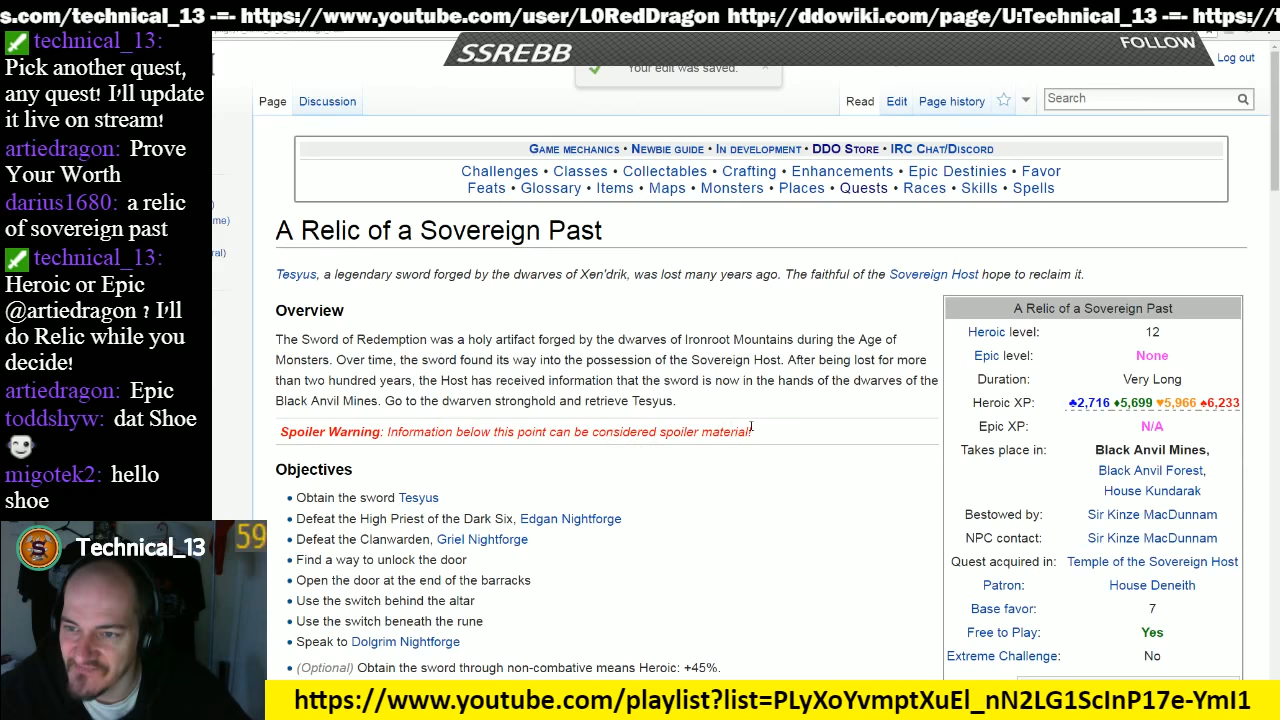 s.com/technical_13 -=- https://www.youtube.com/user/L0RedDragon http://ddowiki.com/page/U:Technical_13 -=- https://t
technical_13:
Pick another quest,
any quest! I'll update
it live on stream!
artiedragon: Prove
Your Worth
darius1680: a relic
of sovereign past
technical_13:
Heroic or Epic
@artiedragon ? I'll
do Relic while you
decide!
artiedragon: Epic
toddshyw: dat Shoe
migotek2: hello
shoe
Technical_13
59
SSREBB
FOLLOW
Your edit was saved.
Log out
Page Discussion
Read Edit Page history
Search
Game mechanics • Newbie guide • In development • DDO Store • IRC Chat/Discord
Challenges • Classes • Collectables • Crafting • Enhancements • Epic Destinies • Favor
Feats • Glossary • Items • Maps • Monsters • Places • Quests • Races • Skills • Spells
me)
ral)
A Relic of a Sovereign Past
Tesyus, a legendary sword forged by the dwarves of Xen'drik, was lost many years ago. The faithful of the Sovereign Host hope to reclaim it.
Overview
The Sword of Redemption was a holy artifact forged by the dwarves of Ironroot Mountains during the Age of
Monsters. Over time, the sword found its way into the possession of the Sovereign Host. After being lost for more
than two hundred years, the Host has received information that the sword is now in the hands of the dwarves of the
Black Anvil Mines. Go to the dwarven stronghold and retrieve Tesyus.
Spoiler Warning: Information below this point can be considered spoiler material!
Objectives
Obtain the sword Tesyus
Defeat the High Priest of the Dark Six, Edgan Nightforge
Defeat the Clanwarden, Griel Nightforge
Find a way to unlock the door
Open the door at the end of the barracks
Use the switch behind the altar
Use the switch beneath the rune
Speak to Dolgrim Nightforge
(Optional) Obtain the sword through non-combative means Heroic: +45%.
A Relic of a Sovereign Past
Heroic level: 12
Epic level: None
Duration: Very Long
Heroic XP: ♣2,716 ♦5,699 ♥5,966 ♠6,233
Epic XP: N/A
Takes place in: Black Anvil Mines,
Black Anvil Forest,
House Kundarak
Bestowed by: Sir Kinze MacDunnam
NPC contact: Sir Kinze MacDunnam
Quest acquired in: Temple of the Sovereign Host
Patron: House Deneith
Base favor: 7
Free to Play: Yes
Extreme Challenge: No
https://www.youtube.com/playlist?list=PLyXoYvmptXuEl_nN2LG1ScInP17e-YmI1